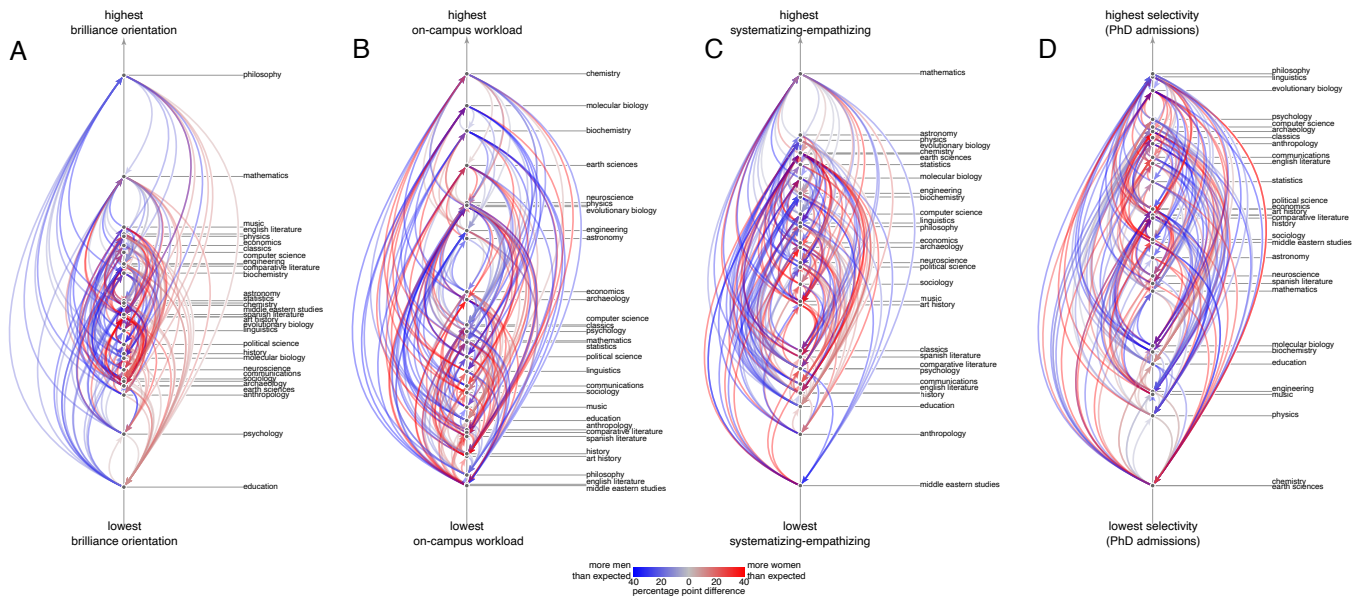 A
highest
brilliance orientation
philosophy
mathematics
music
english literature
physics
economics
classics
computer science
engineering
comparative literature
biochemistry
astronomy
statistics
chemistry
middle eastern studies
spanish literature
art history
evolutionary biology
linguistics
political science
history
molecular biology
neuroscience
communications
sociology
archaeology
earth sciences
anthropology
psychology
education
lowest
brilliance orientation
B
highest
on-campus workload
chemistry
molecular biology
biochemistry
earth sciences
neuroscience
physics
evolutionary biology
engineering
astronomy
economics
archaeology
computer science
classics
psychology
mathematics
statistics
political science
linguistics
communications
sociology
music
education
anthropology
comparative literature
spanish literature
history
art history
philosophy
english literature
middle eastern studies
lowest
on-campus workload
C
highest
systematizing-empathizing
mathematics
astronomy
physics
evolutionary biology
chemistry
earth sciences
statistics
molecular biology
engineering
biochemistry
computer science
linguistics
philosophy
economics
archaeology
neuroscience
political science
sociology
music
art history
classics
spanish literature
comparative literature
psychology
communications
english literature
history
education
anthropology
middle eastern studies
lowest
systematizing-empathizing
D
highest selectivity
(PhD admissions)
philosophy
linguistics
evolutionary biology
psychology
computer science
archaeology
classics
anthropology
communications
english literature
statistics
political science
economics
art history
comparative literature
history
sociology
middle eastern studies
astronomy
neuroscience
spanish literature
mathematics
molecular biology
biochemistry
education
engineering
music
physics
chemistry
earth sciences
lowest selectivity
(PhD admissions)
more men
than expected
more women
than expected
40 20 0 20 40
percentage point difference